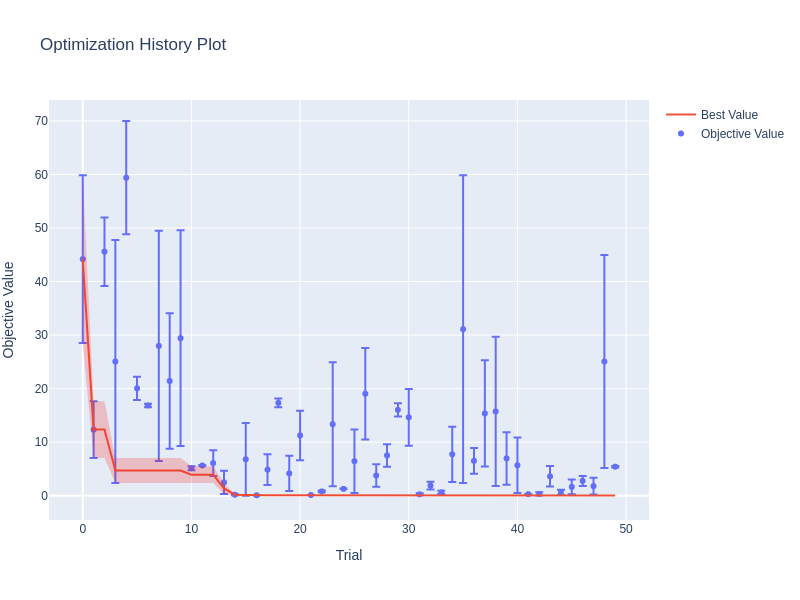 Optimization History Plot
Best Value
Objective Value
70
60
50
40
30
20
10
0
Objective Value
0 10 20 30 40 50
Trial